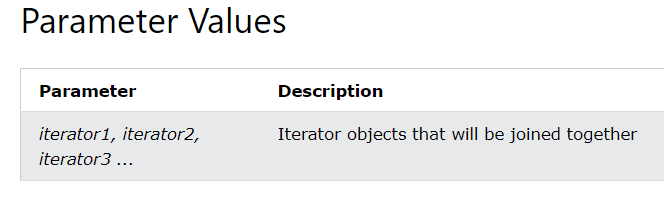 Parameter Values
Parameter Description
iterator1, iterator2, Iterator objects that will be joined together
iterator3 ...